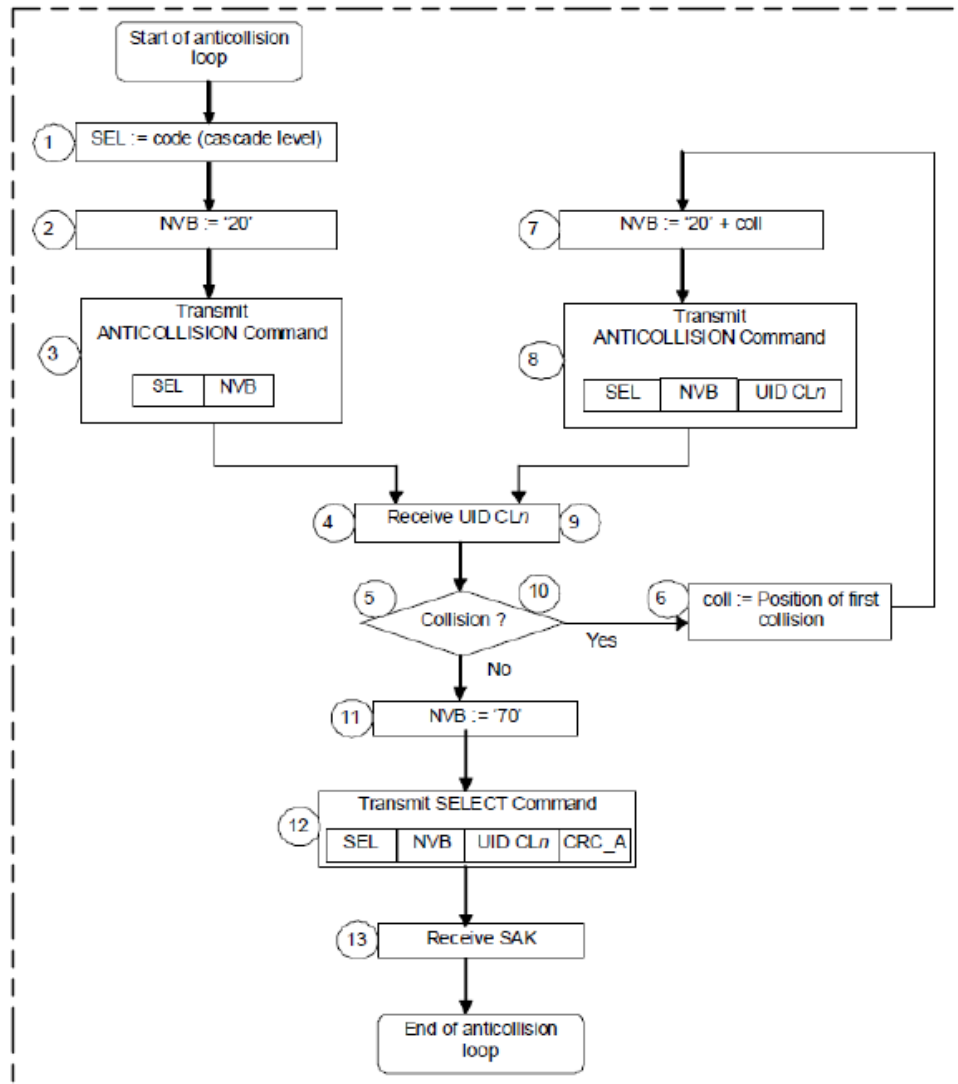 Start of anticollision
loop
1
SEL := code (cascade level)
2
NVB := '20'
7
NVB := '20' + coll
3
Transmit
ANTICOLLISION Command
SEL NVB
8
Transmit
ANTICOLLISION Command
SEL NVB UID CLn
4
Receive UID CLn
9
5
Collision ?
10
Yes
6
coll := Position of first
collision
No
11
NVB := '70'
12
Transmit SELECT Command
SEL NVB UID CLn CRC_A
13
Receive SAK
End of anticollision
loop